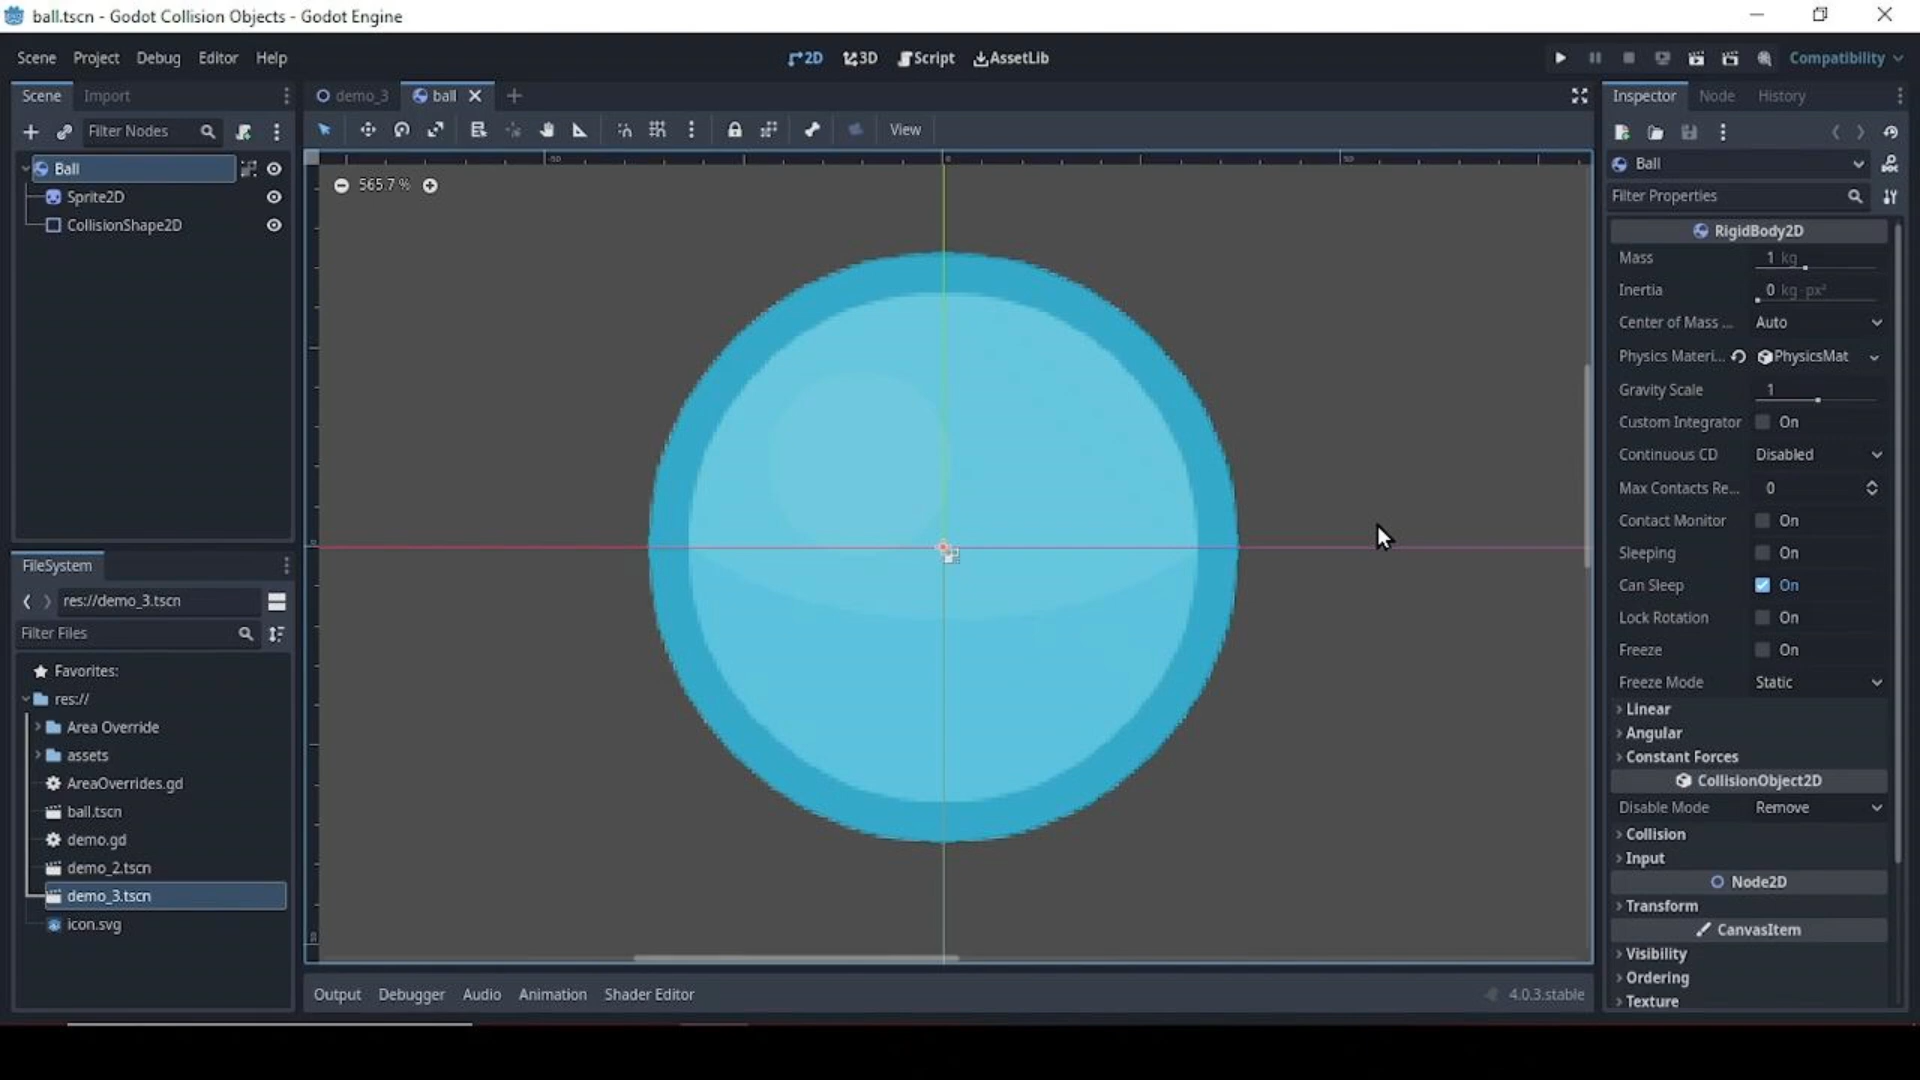 ball.tscn - Godot Collision Objects - Godot Engine
Scene Project Debug Editor Help
2D 3D Script AssetLib
Compatibility
Scene Import
demo_3 ball
Inspector Node History
Filter Nodes
View
Ball
Sprite2D
CollisionShape2D
565.7 %
-50 0 50
Ball
Filter Properties
RigidBody2D
Mass 1 kg
Inertia 0 kg·px²
Center of Mass ... Auto
Physics Materi... PhysicsMat
Gravity Scale 1
Custom Integrator On
Continuous CD Disabled
Max Contacts Re... 0
Contact Monitor On
Sleeping On
Can Sleep On
Lock Rotation On
Freeze On
Freeze Mode Static
Linear
Angular
Constant Forces
CollisionObject2D
Disable Mode Remove
Collision
Input
Node2D
Transform
CanvasItem
Visibility
Ordering
Texture
FileSystem
res://demo_3.tscn
Filter Files
Favorites:
res://
Area Override
assets
AreaOverrides.gd
ball.tscn
demo.gd
demo_2.tscn
demo_3.tscn
icon.svg
Output Debugger Audio Animation Shader Editor
4.0.3.stable